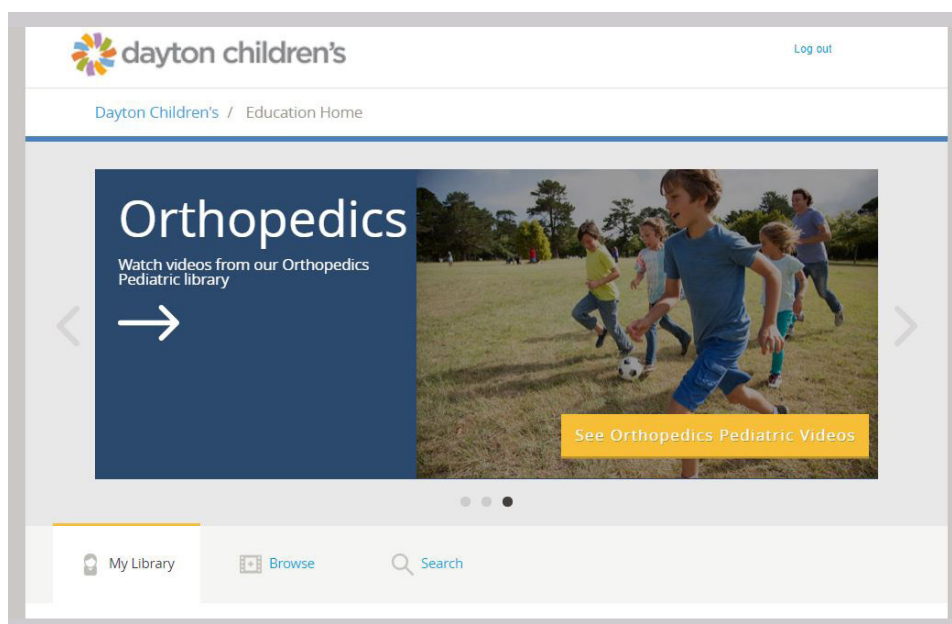 dayton children's
Log out
Dayton Children's / Education Home
Orthopedics
Watch videos from our Orthopedics
Pediatric library
See Orthopedics Pediatric Videos
My Library
Browse
Search